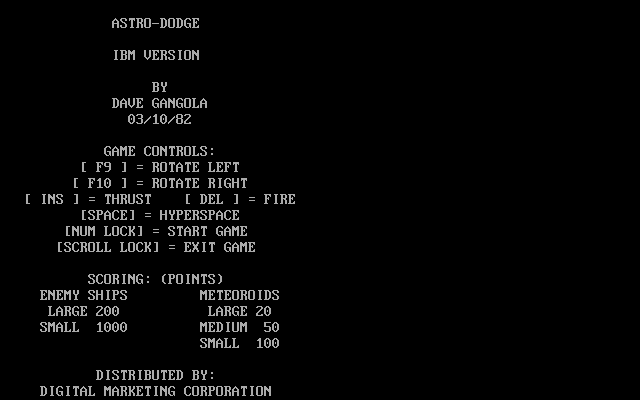 ASTRO-DODGE
IBM VERSION
BY
DAVE GANGOLA
03/10/82
GAME CONTROLS:
[ F9 ] = ROTATE LEFT
[ F10 ] = ROTATE RIGHT
[ INS ] = THRUST    [ DEL ] = FIRE
[SPACE] = HYPERSPACE
[NUM LOCK] = START GAME
[SCROLL LOCK] = EXIT GAME
SCORING: (POINTS)
ENEMY SHIPS         METEOROIDS
LARGE 200           LARGE 20
SMALL  1000         MEDIUM  50
SMALL  100
DISTRIBUTED BY:
DIGITAL MARKETING CORPORATION